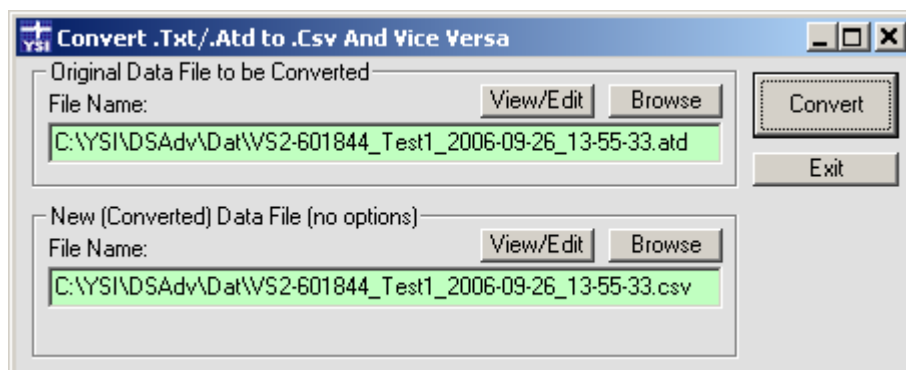 YSI Convert .Txt/.Atd to .Csv And Vice Versa
Original Data File to be Converted
File Name: View/Edit Browse Convert
C:\YSI\DSAdv\Dat\VS2-601844_Test1_2006-09-26_13-55-33.atd
Exit
New (Converted) Data File (no options)
File Name: View/Edit Browse
C:\YSI\DSAdv\Dat\VS2-601844_Test1_2006-09-26_13-55-33.csv